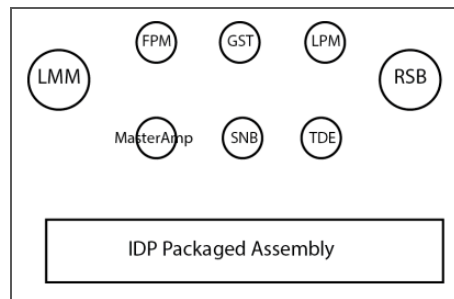 FPM
GST
LPM
LMM
RSB
MasterAmp
SNB
TDE
IDP Packaged Assembly